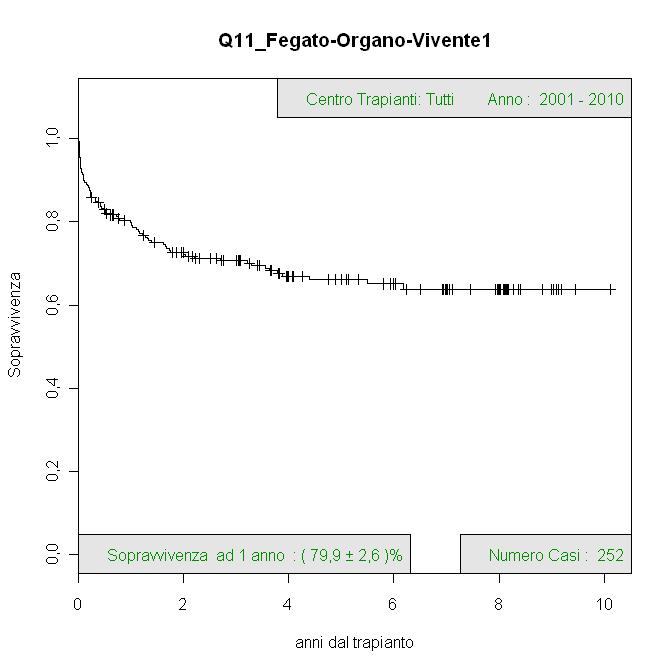 Q11_Fegato-Organo-Vivente1
Centro Trapianti: Tutti Anno : 2001 - 2010
Sopravvivenza
1,0
0,8
0,6
0,4
0,2
0,0
Sopravvivenza ad 1 anno : ( 79,9 ± 2,6 )%
Numero Casi : 252
0 2 4 6 8 10
anni dal trapianto